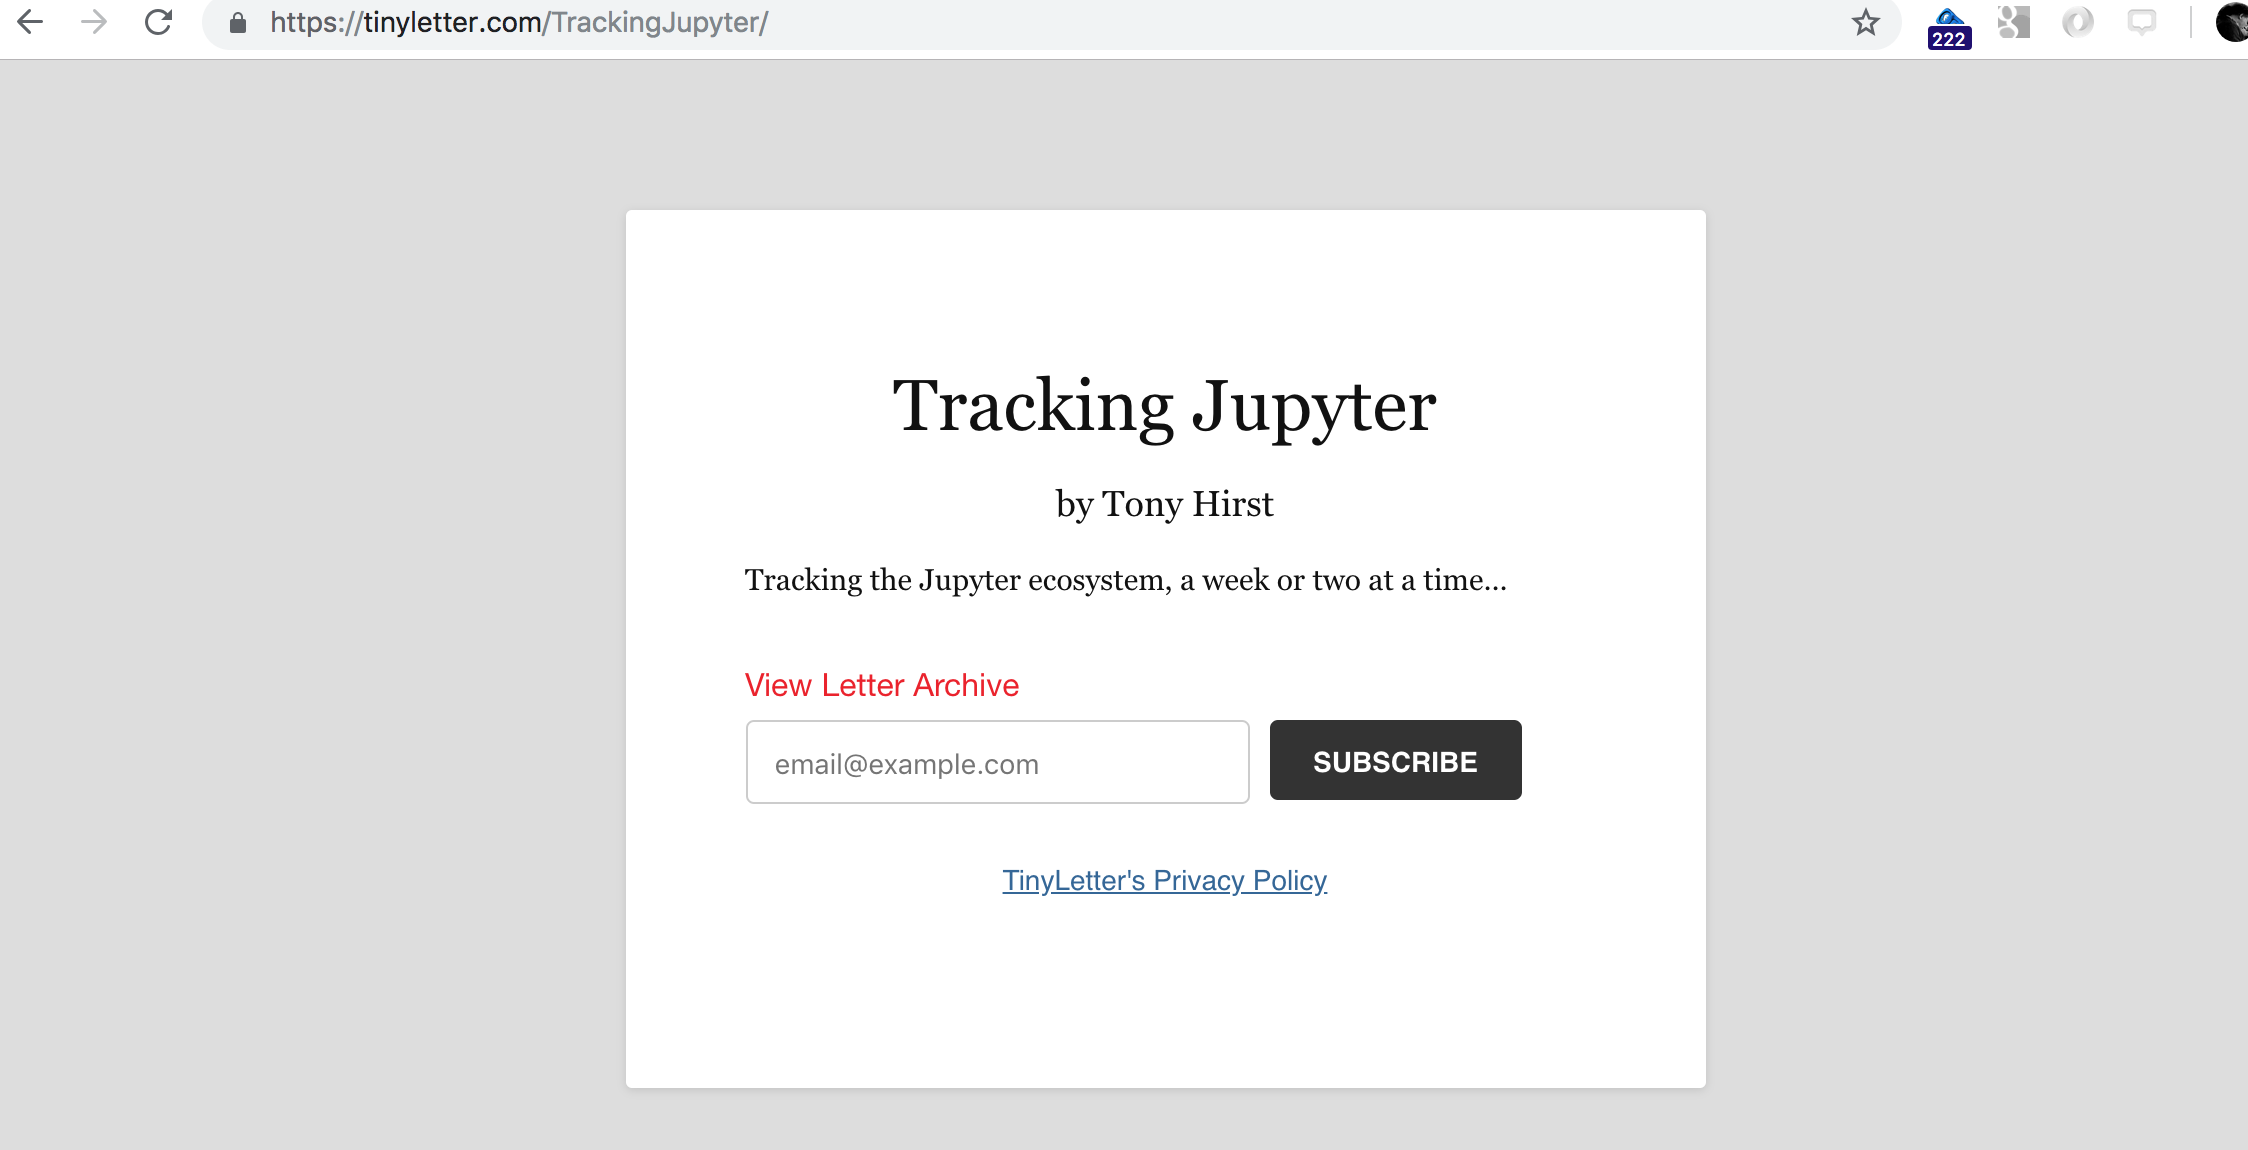 https://tinyletter.com/TrackingJupyter/
222
Tracking Jupyter
by Tony Hirst
Tracking the Jupyter ecosystem, a week or two at a time...
View Letter Archive
email@example.com
SUBSCRIBE
TinyLetter's Privacy Policy